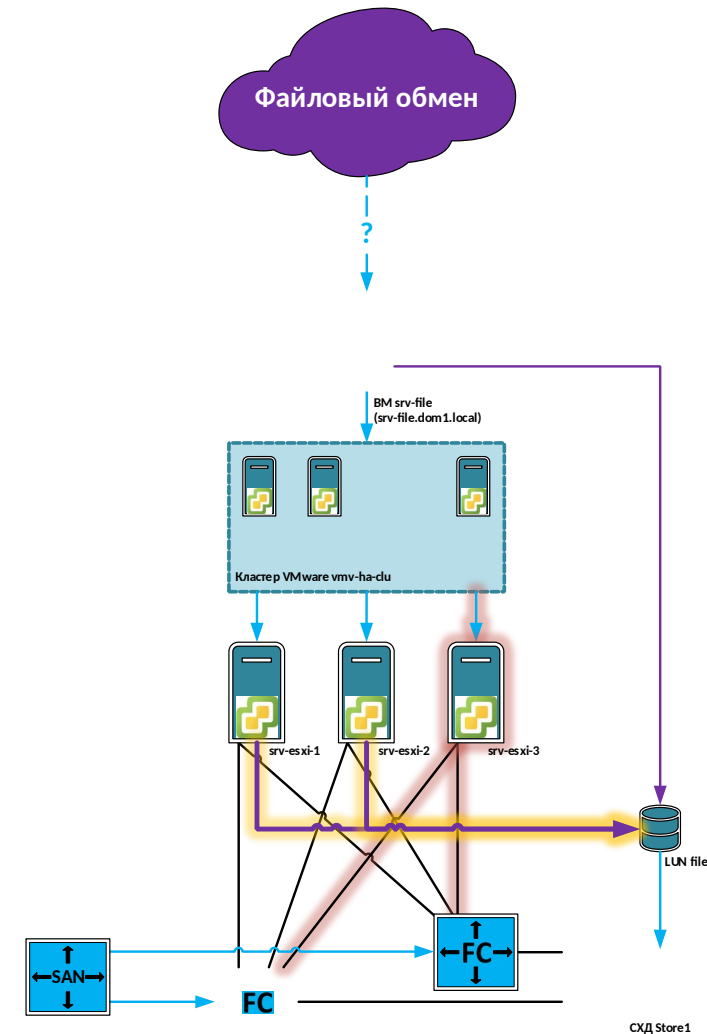 Файловый обмен
?
ВМ srv-file
(srv-file.dom1.local)
Кластер VMware vmv-ha-clu
srv-esxi-1
srv-esxi-2
srv-esxi-3
LUN file
FC
SAN
FC
СХД Store1